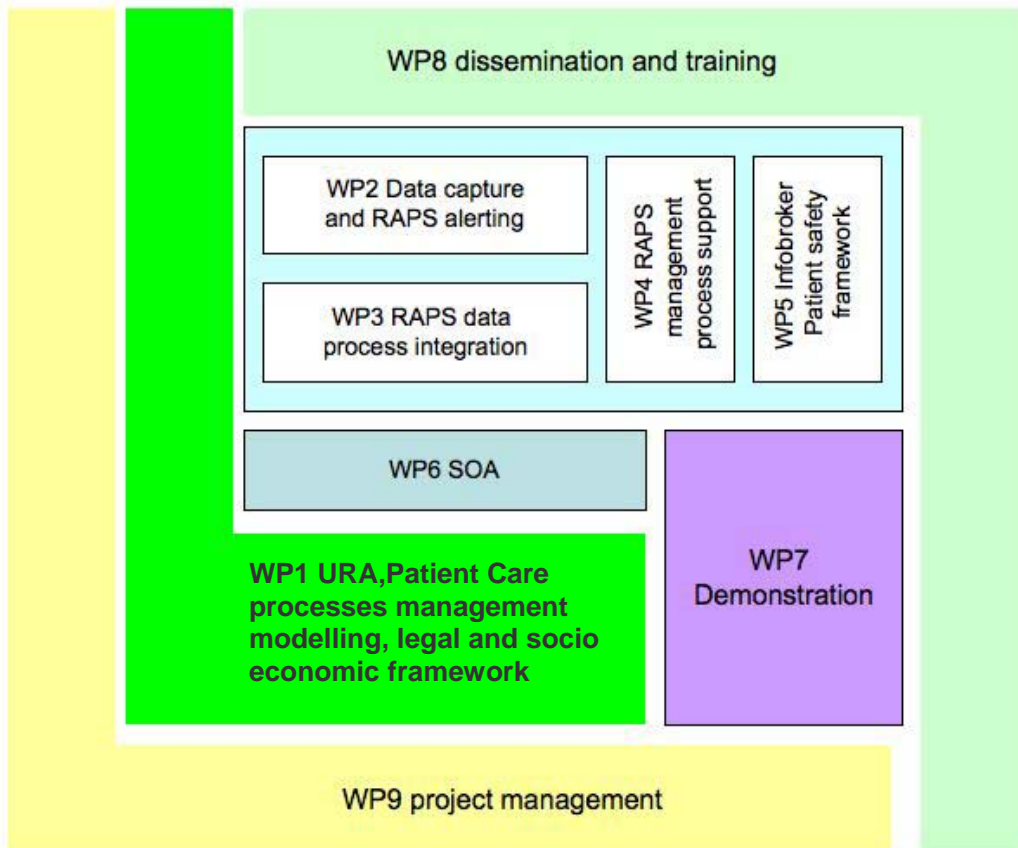 WP8 dissemination and training
WP2 Data capture
and RAPS alerting
WP3 RAPS data
process integration
WP4 RAPS
management
process support
WP5 Infobroker
Patient safety
framework
WP6 SOA
WP1 URA,Patient Care
processes management
modelling, legal and socio
economic framework
WP7
Demonstration
WP9 project management